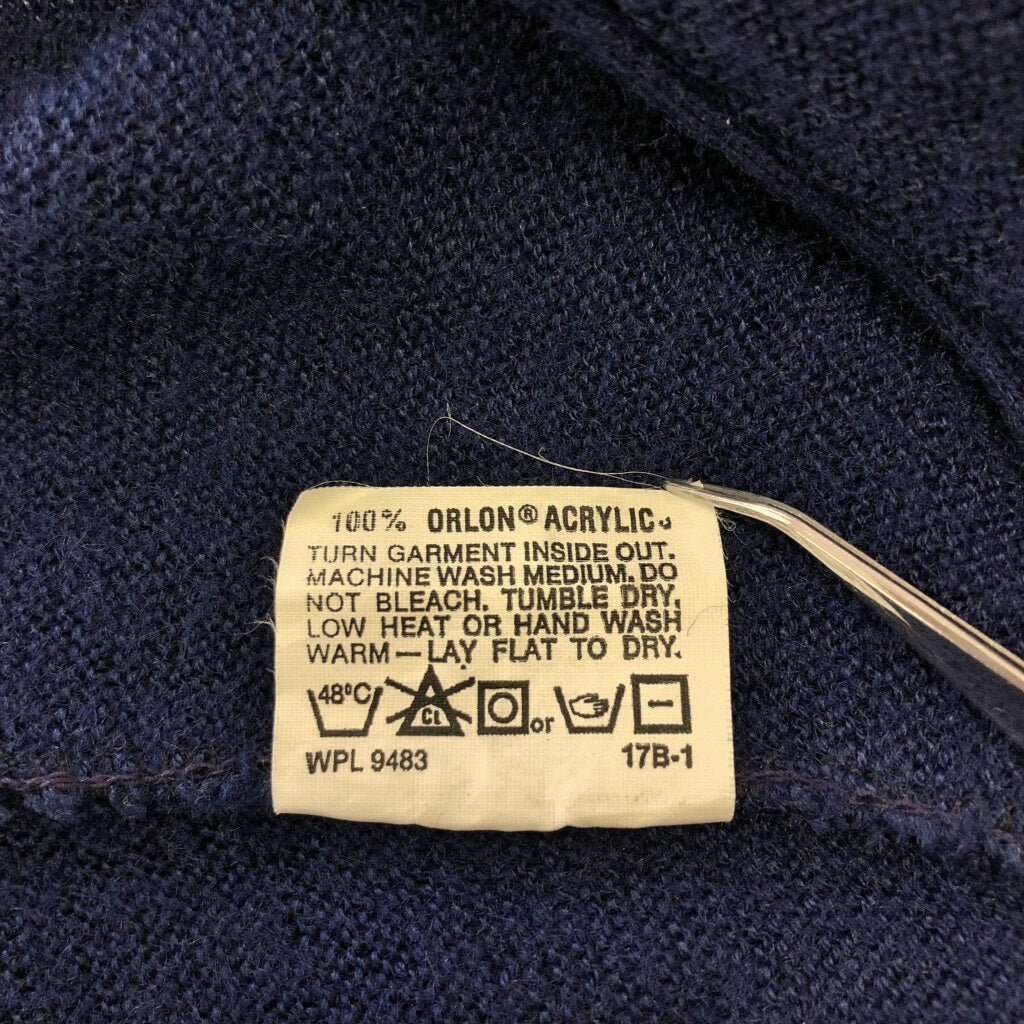 100% ORLON® ACRYLIC
TURN GARMENT INSIDE OUT.
MACHINE WASH MEDIUM. DO
NOT BLEACH. TUMBLE DRY,
LOW HEAT OR HAND WASH
WARM — LAY FLAT TO DRY.
48°C CL or
WPL 9483 17B-1